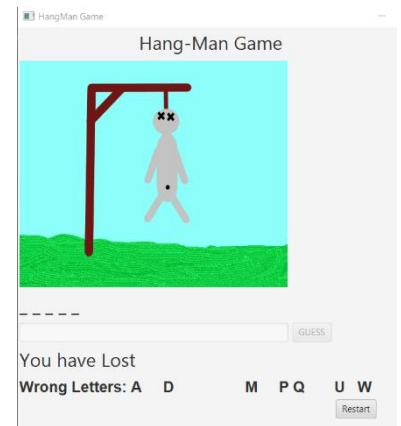 HangMan Game
Hang-Man Game
_ _ _ _ _
GUESS
You have Lost
Wrong Letters: A D M P Q U W
Restart